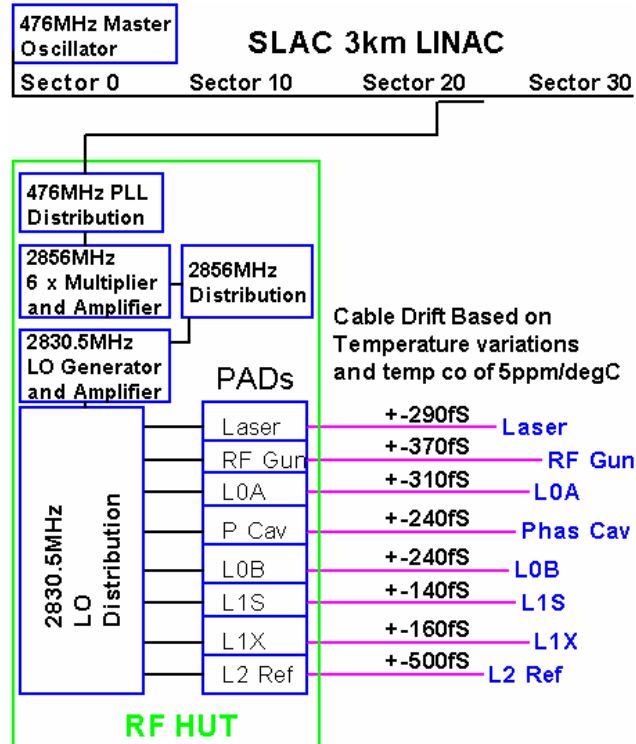 476MHz Master
Oscillator
SLAC 3km LINAC
Sector 0 Sector 10 Sector 20 Sector 30
476MHz PLL
Distribution
2856MHz
6 x Multiplier
and Amplifier
2856MHz
Distribution
2830.5MHz
LO Generator
and Amplifier
Cable Drift Based on
Temperature variations
and temp co of 5ppm/degC
PADs
2830.5MHz
LO
Distribution
Laser +-290fS Laser
RF Gun +-370fS RF Gun
L0A +-310fS L0A
P Cav +-240fS Phas Cav
L0B +-240fS L0B
L1S +-140fS L1S
L1X +-160fS L1X
L2 Ref +-500fS L2 Ref
RF HUT